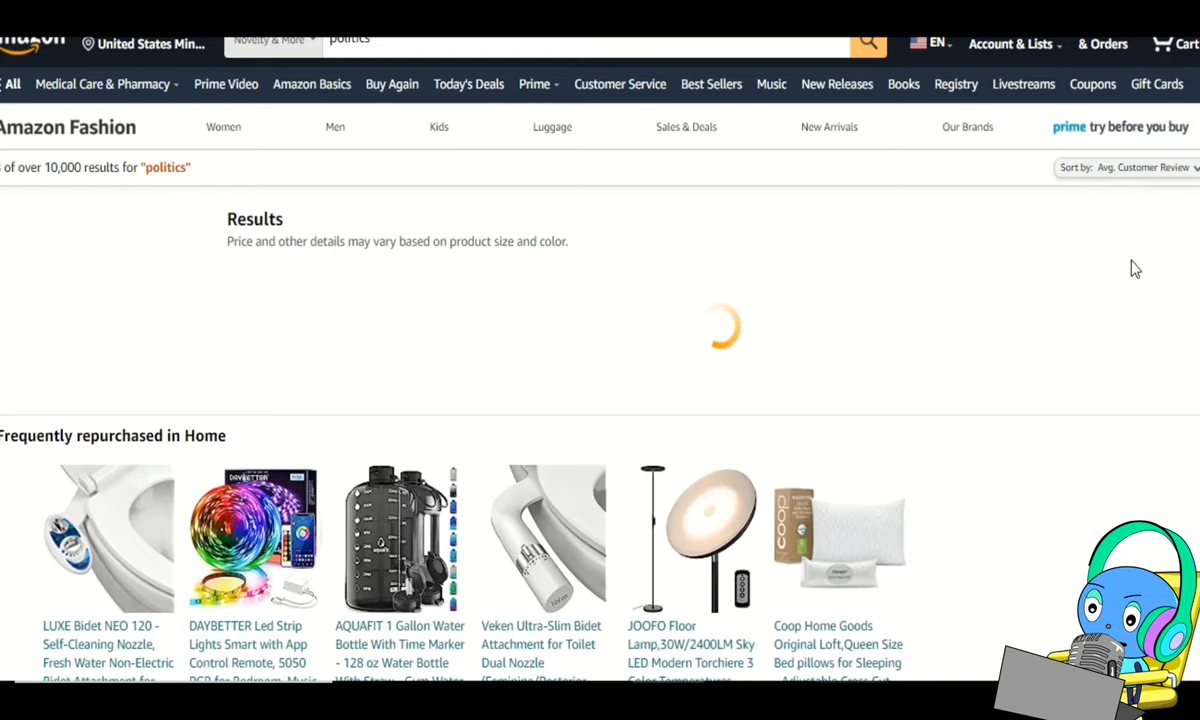 United States Min...
Novelty & More
politics
EN
Account & Lists
& Orders
Cart
All
Medical Care & Pharmacy
Prime Video
Amazon Basics
Buy Again
Today's Deals
Prime
Customer Service
Best Sellers
Music
New Releases
Books
Registry
Livestreams
Coupons
Gift Cards
Amazon Fashion
Women
Men
Kids
Luggage
Sales & Deals
New Arrivals
Our Brands
prime try before you buy
of over 10,000 results for "politics"
Sort by: Avg. Customer Review
Results
Price and other details may vary based on product size and color.
Frequently repurchased in Home
DAYBETTER
coop
LUXE Bidet NEO 120 -
Self-Cleaning Nozzle,
Fresh Water Non-Electric
Bidet Attachment for
DAYBETTER Led Strip
Lights Smart with App
Control Remote, 5050
RGB for Bedroom, Music
AQUAFIT 1 Gallon Water
Bottle With Time Marker
- 128 oz Water Bottle
With Straw - Gym Water
Veken Ultra-Slim Bidet
Attachment for Toilet
Dual Nozzle
(Feminine/Posterior
JOOFO Floor
Lamp,30W/2400LM Sky
LED Modern Torchiere 3
Color Temperatures
Coop Home Goods
Original Loft,Queen Size
Bed pillows for Sleeping
- Adjustable Cross Cut